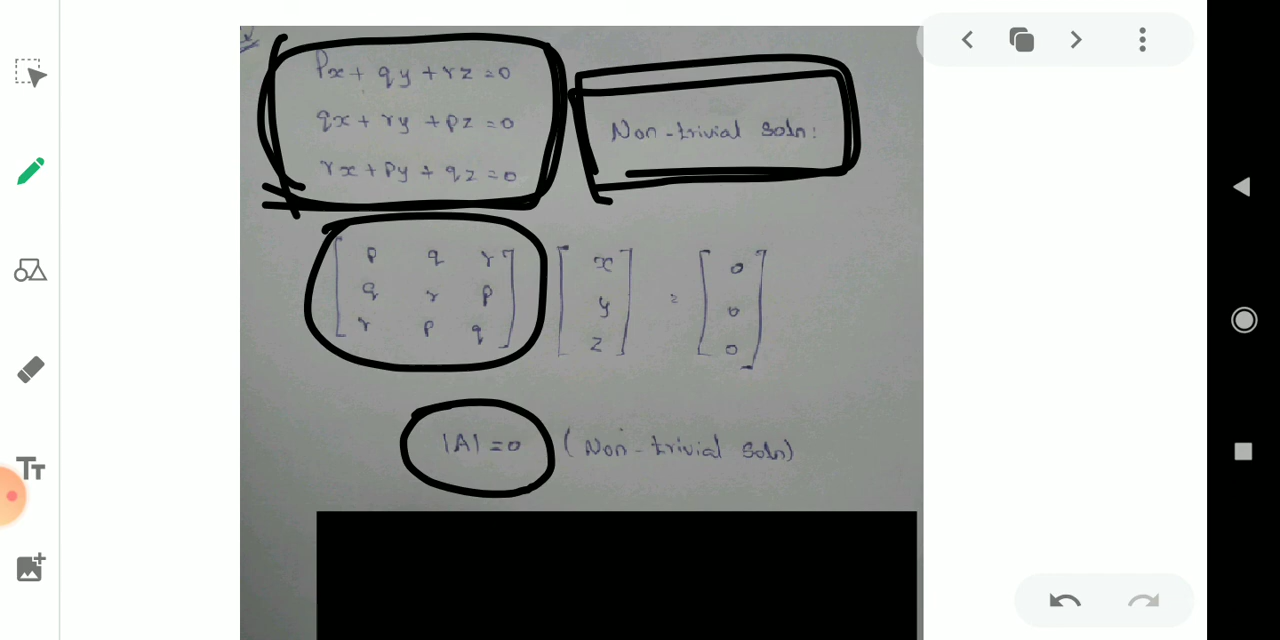 Px + qy + rz = 0
qx + ry + pz = 0
rx + py + qz = 0
Non-trivial soln:
[ p q r ] [ x ] = [ 0 ]
[ q r p ] [ y ] [ 0 ]
[ r p q ] [ z ] [ 0 ]
|A| = 0 (Non-trivial soln)